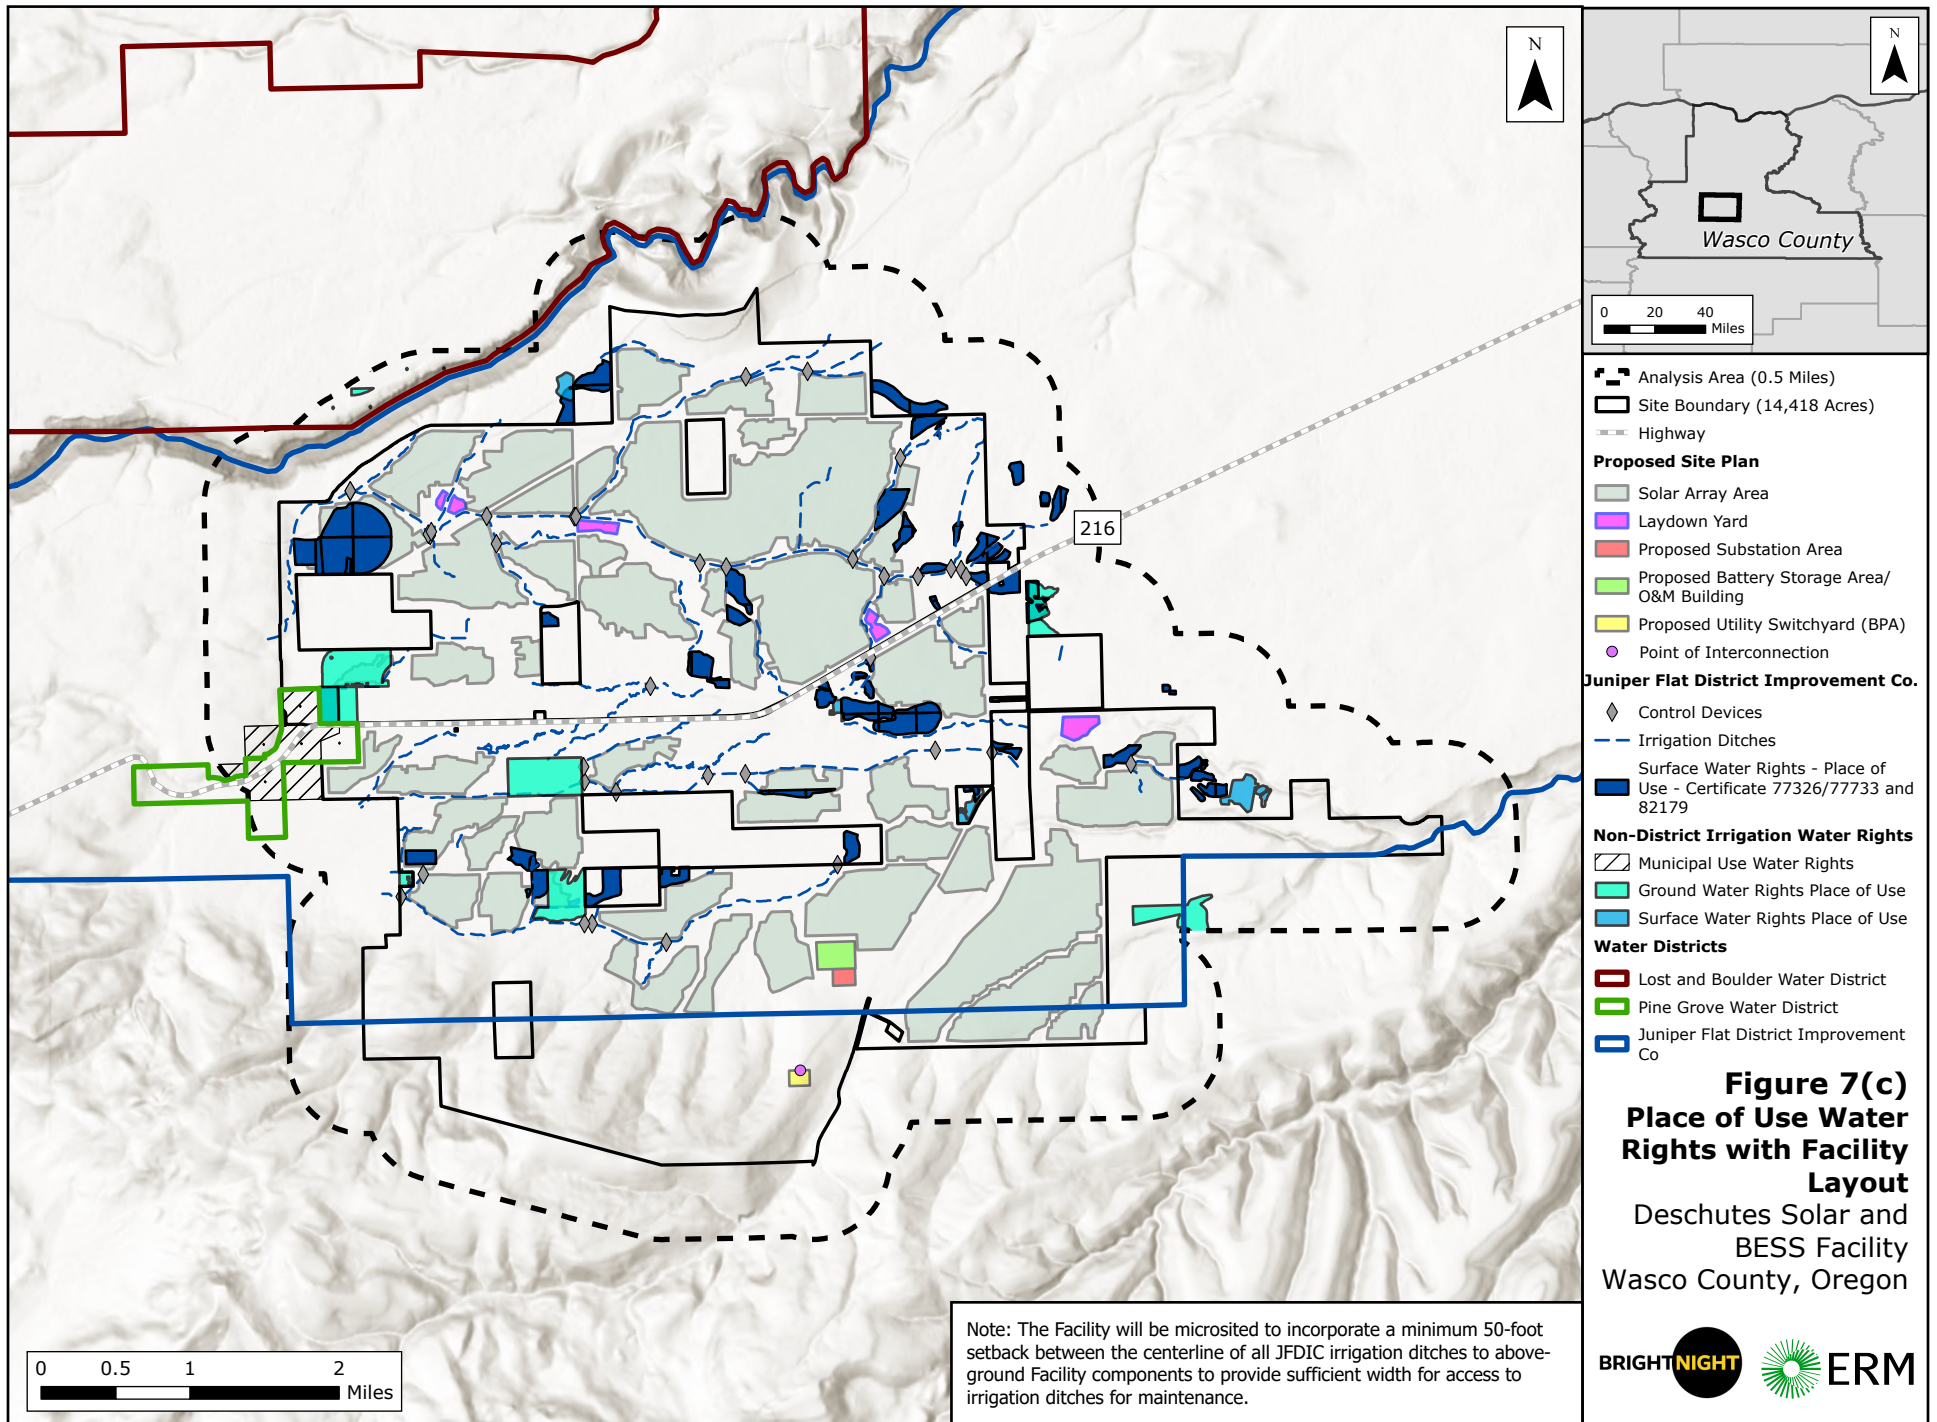 N
216
0 0.5 1 2
Miles
Note: The Facility will be microsited to incorporate a minimum 50-foot
setback between the centerline of all JFDIC irrigation ditches to above-
ground Facility components to provide sufficient width for access to
irrigation ditches for maintenance.
N
Wasco County
0 20 40
Miles
Analysis Area (0.5 Miles)
Site Boundary (14,418 Acres)
Highway
Proposed Site Plan
Solar Array Area
Laydown Yard
Proposed Substation Area
Proposed Battery Storage Area/
O&M Building
Proposed Utility Switchyard (BPA)
Point of Interconnection
Juniper Flat District Improvement Co.
Control Devices
Irrigation Ditches
Surface Water Rights - Place of
Use - Certificate 77326/77733 and
82179
Non-District Irrigation Water Rights
Municipal Use Water Rights
Ground Water Rights Place of Use
Surface Water Rights Place of Use
Water Districts
Lost and Boulder Water District
Pine Grove Water District
Juniper Flat District Improvement
Co
Figure 7(c)
Place of Use Water
Rights with Facility
Layout
Deschutes Solar and
BESS Facility
Wasco County, Oregon
BRIGHTNIGHT
ERM